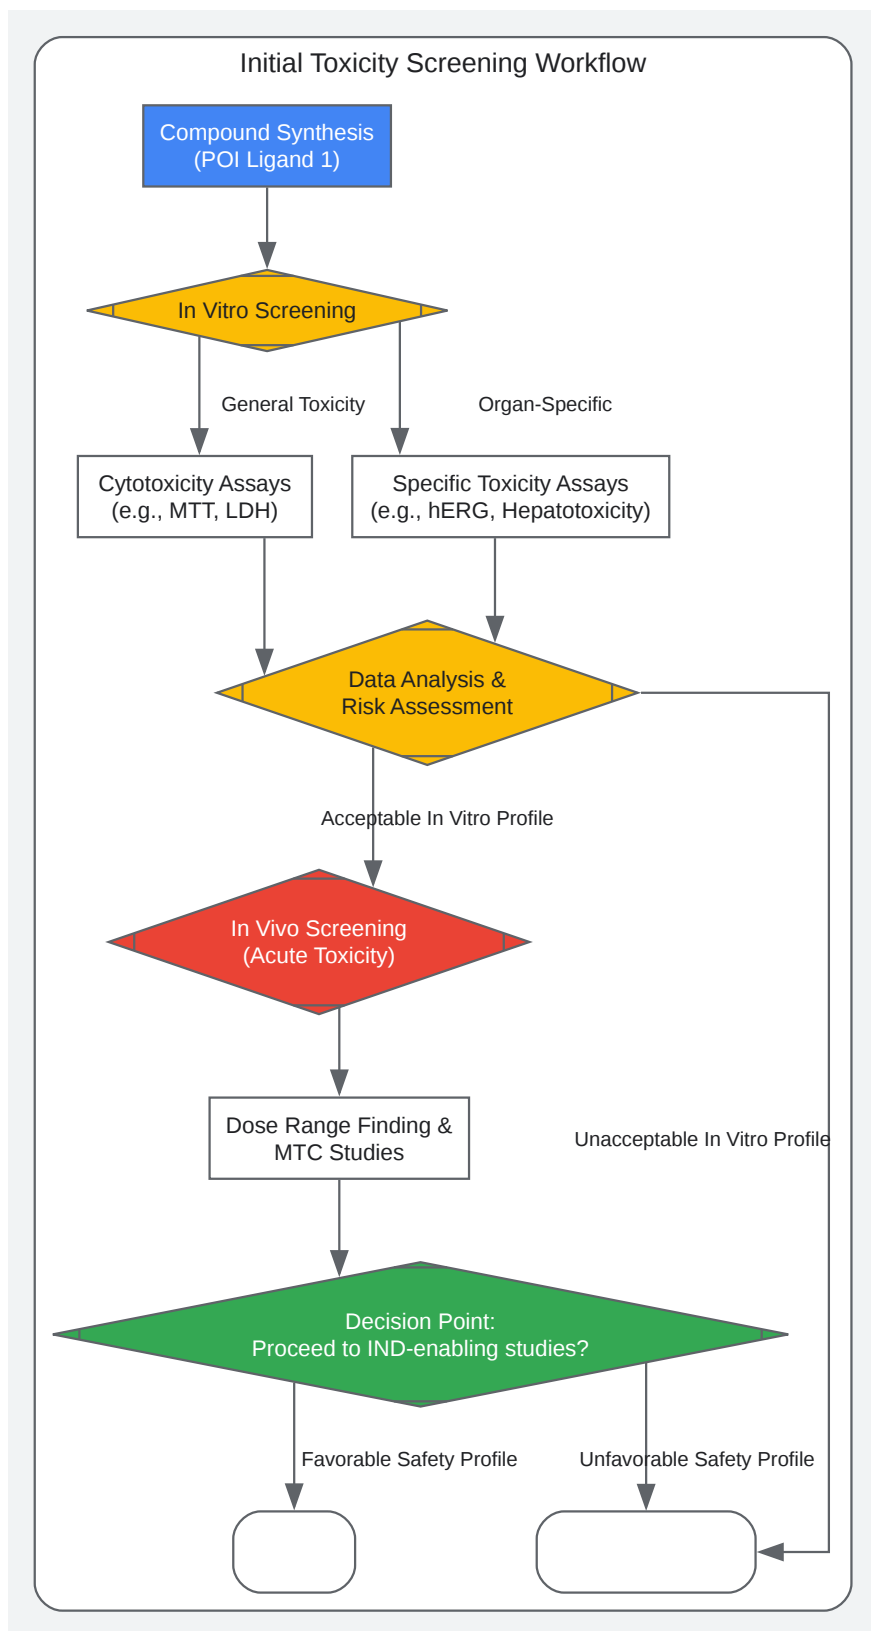 Initial Toxicity Screening Workflow
Compound Synthesis
(POI Ligand 1)
In Vitro Screening
General Toxicity
Organ-Specific
Cytotoxicity Assays
(e.g., MTT, LDH)
Specific Toxicity Assays
(e.g., hERG, Hepatotoxicity)
Data Analysis &
Risk Assessment
Acceptable In Vitro Profile
In Vivo Screening
(Acute Toxicity)
Dose Range Finding &
MTC Studies
Unacceptable In Vitro Profile
Decision Point:
Proceed to IND-enabling studies?
Favorable Safety Profile
Unfavorable Safety Profile